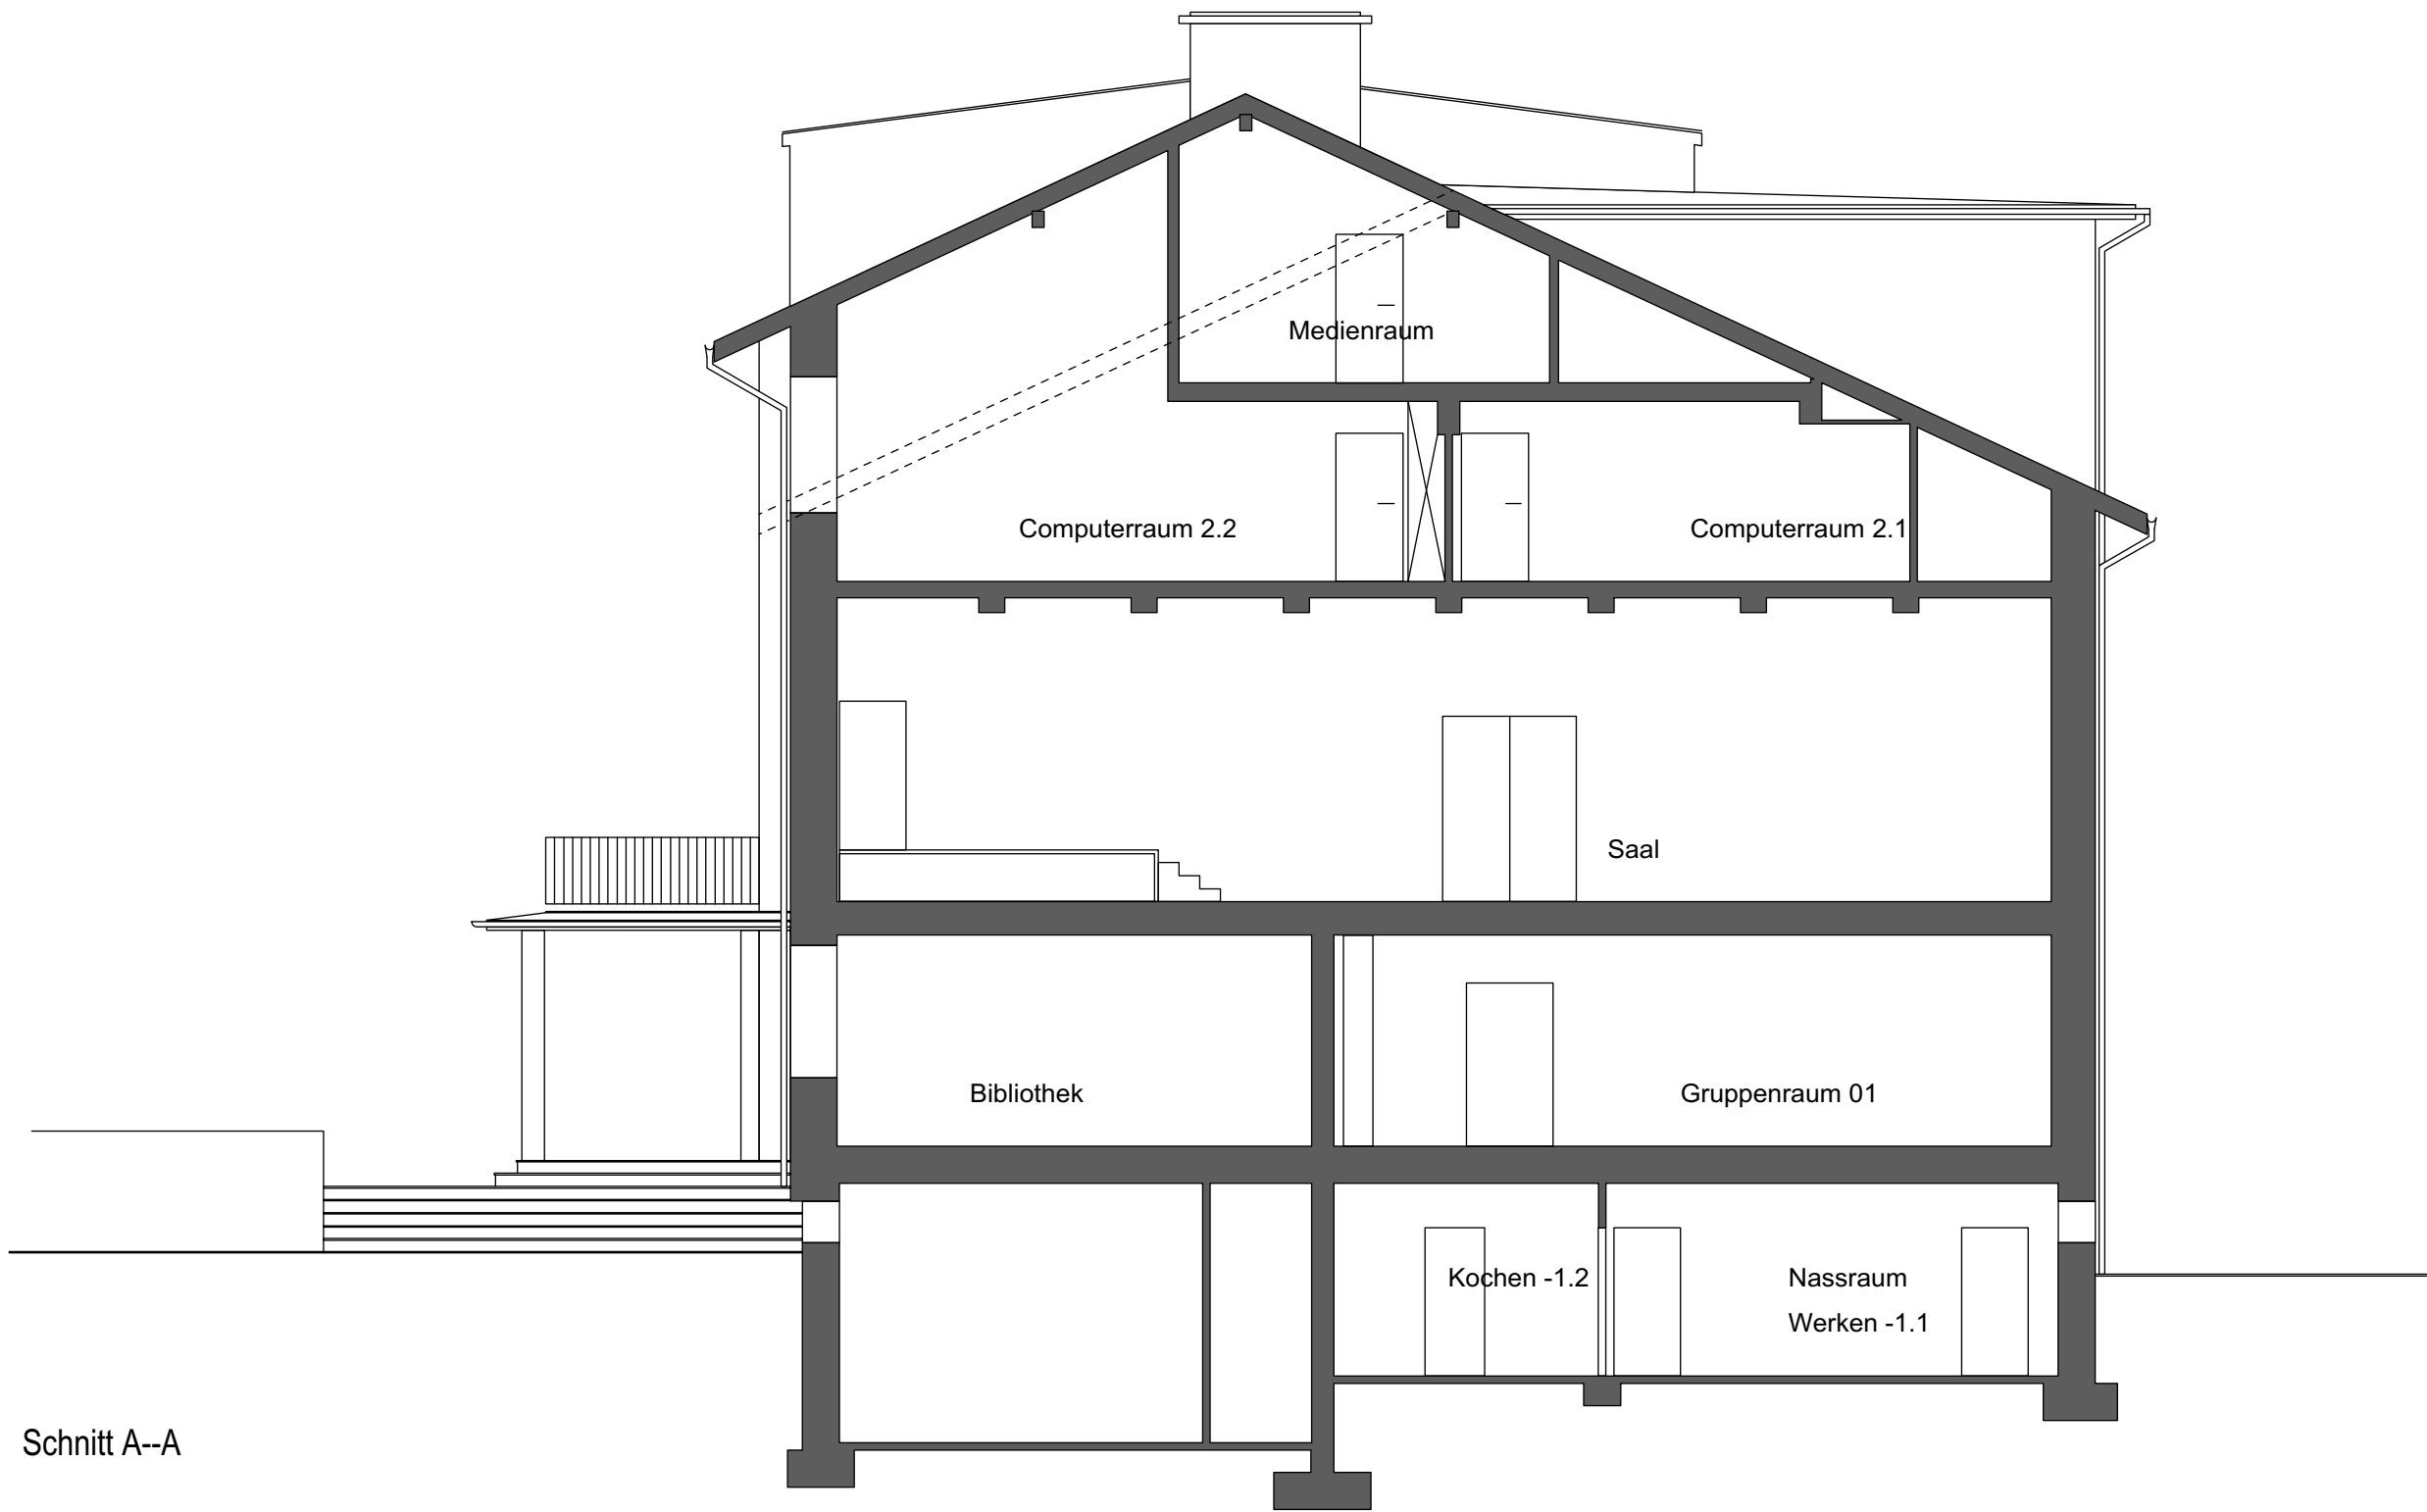 Medienraum
Computerraum 2.2
Computerraum 2.1
Saal
Bibliothek
Gruppenraum 01
Kochen -1.2
Nassraum
Werken -1.1
Schnitt A--A